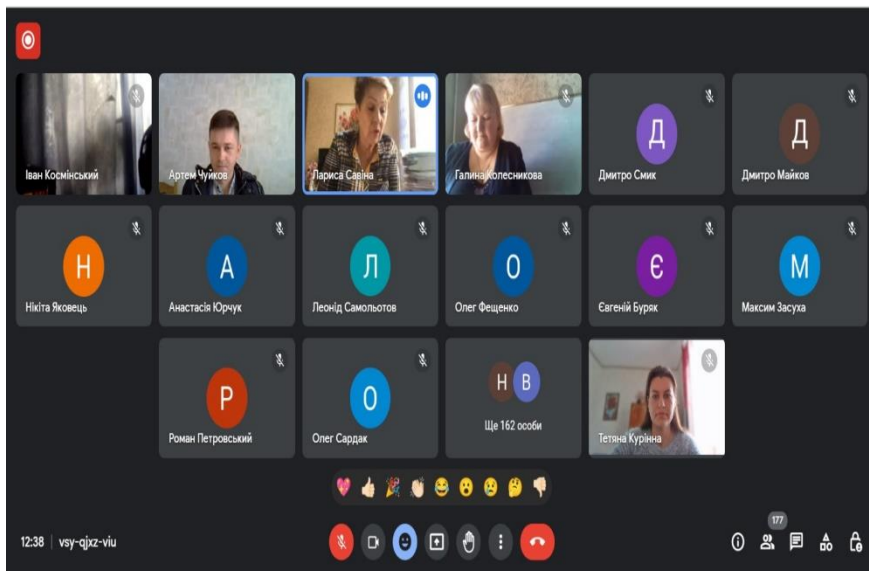 Іван Космінський
Артем Чуйков
Лариса Савіна
Галина Колесникова
Д
Дмитро Смик
Д
Дмитро Майков
Н
Нікіта Яковець
А
Анастасія Юрчук
Л
Леонід Самольотов
О
Олег Фещенко
Є
Євгеній Буряк
М
Максим Засуха
Р
Роман Петровський
О
Олег Сардак
Н В
Ще 162 особи
Тетяна Курінна
12:38 | vsy-qjxz-viu
177